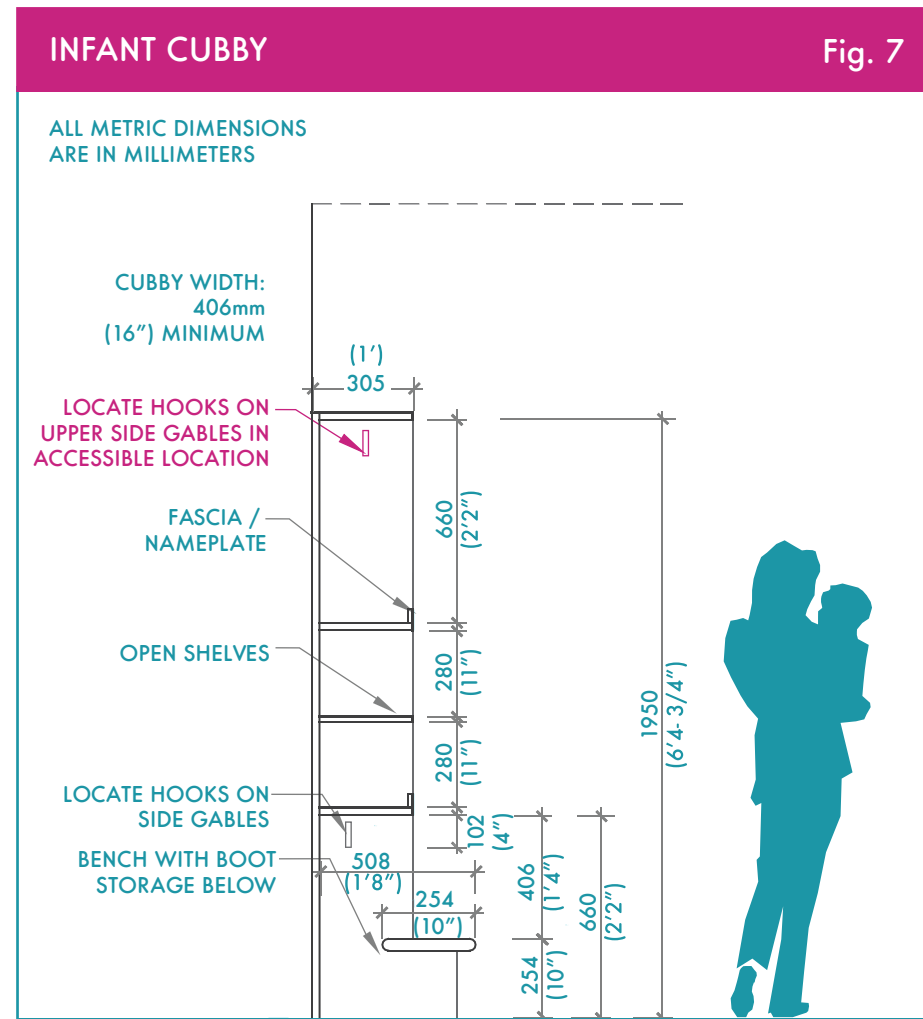 INFANT CUBBY
Fig. 7
ALL METRIC DIMENSIONS
ARE IN MILLIMETERS
CUBBY WIDTH:
406mm
(16") MINIMUM
(1')
305
LOCATE HOOKS ON
UPPER SIDE GABLES IN
ACCESSIBLE LOCATION
660
(2'2")
FASCIA /
NAMEPLATE
OPEN SHELVES
280
(11")
1950
(6'4- 3/4")
280
(11")
LOCATE HOOKS ON
SIDE GABLES
102
(4")
BENCH WITH BOOT
STORAGE BELOW
508
(1'8")
254
(10")
406
(1'4")
660
(2'2")
254
(10")